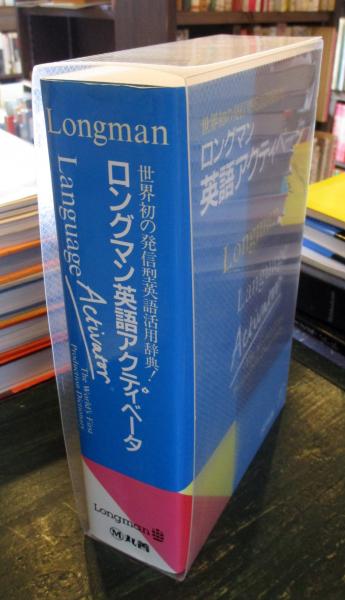 Longman
世界初の発信型英語活用辞典!
ロングマン英語アクティベータ
Language Activator
The World's First
Production Dictionary
Longman
M 丸善
ロングマン
英語アクティベータ
Longman
Language
Activator